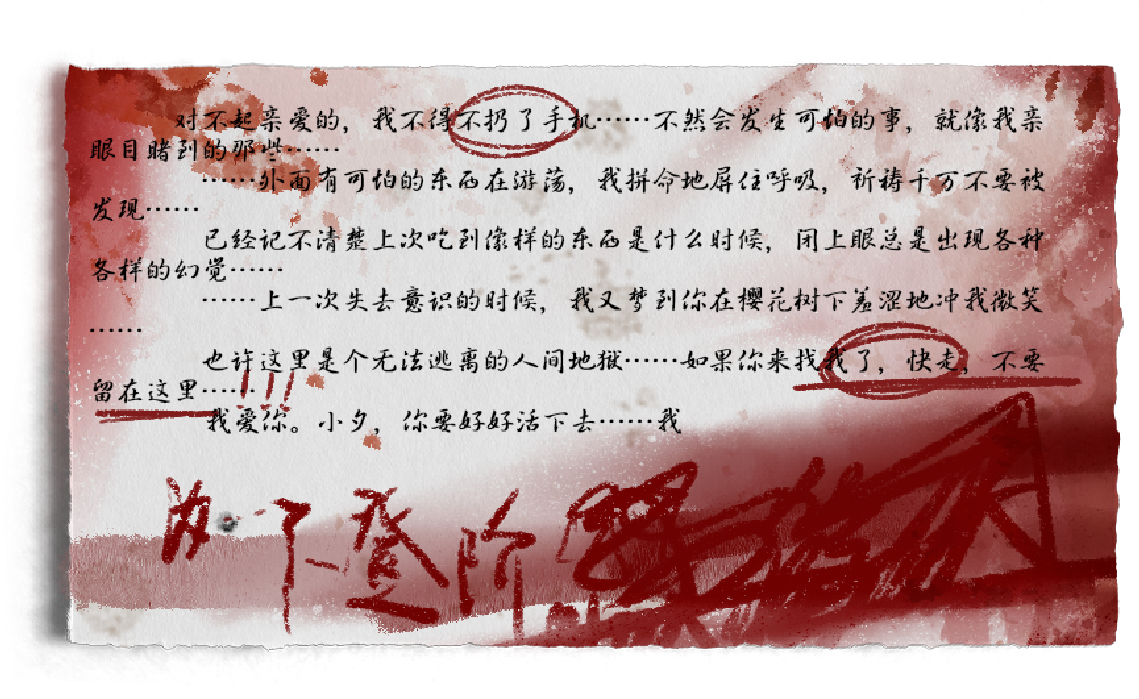 对不起亲爱的，我不得不扔了手机……不然会发生可怕的事，就像我亲
眼目睹到的那些……
……外面有可怕的东西在游荡，我拼命地屏住呼吸，祈祷千万不要被
发现……
已经记不清楚上次吃到像样的东西是什么时候，闭上眼总是出现各种
各样的幻觉……
……上一次失去意识的时候，我又梦到你在樱花树下羞涩地冲我微笑
……
也许这里是个无法逃离的人间地狱……如果你来找我了，快走，不要
留在这里……
!!!
我爱你。小夕，你要好好活下去……我
下登阶